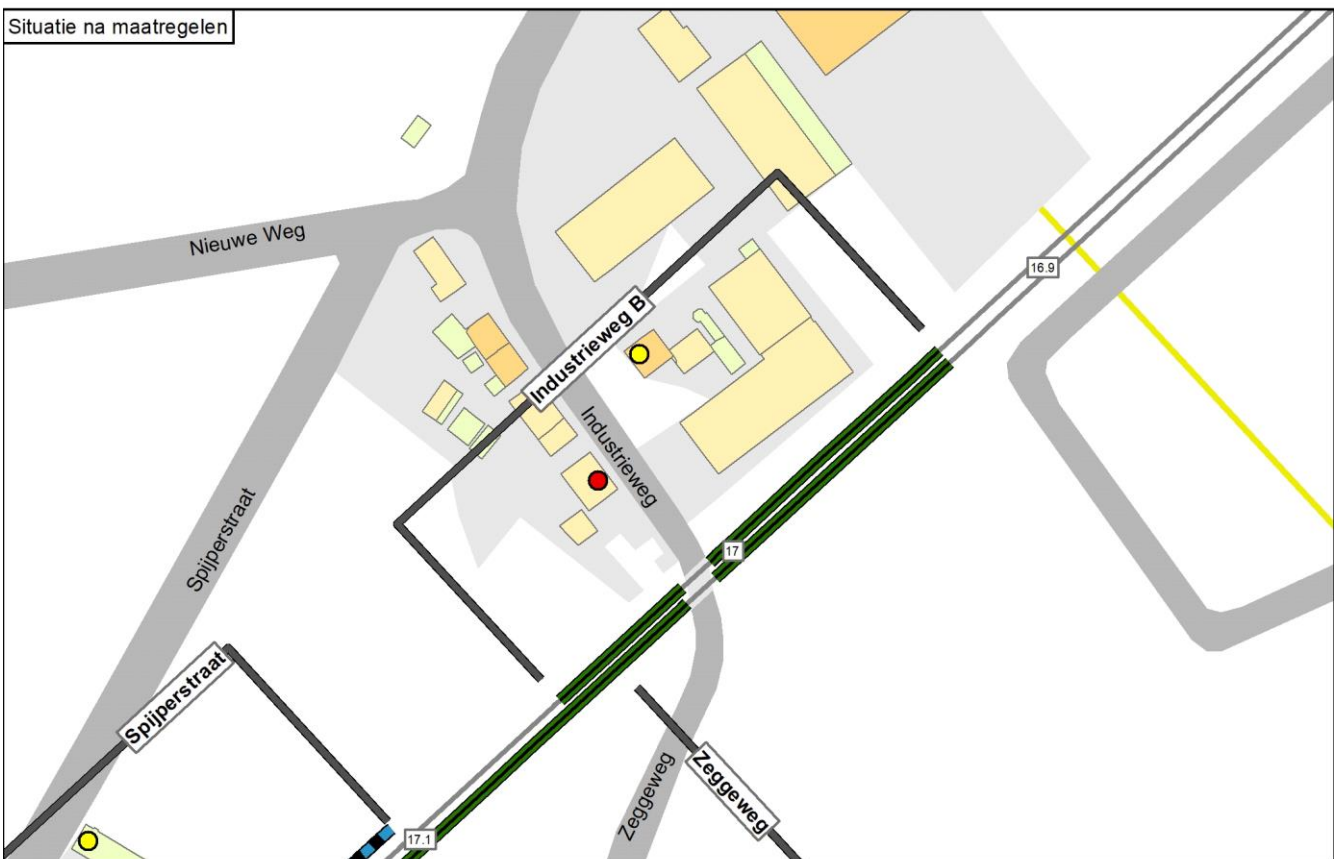 Situatie na maatregelen
Nieuwe Weg
16.9
Industrieweg B
Industrieweg
Spijperstraat
17
Spijperstraat
Zeggeweg
Zeggeweg
17.1